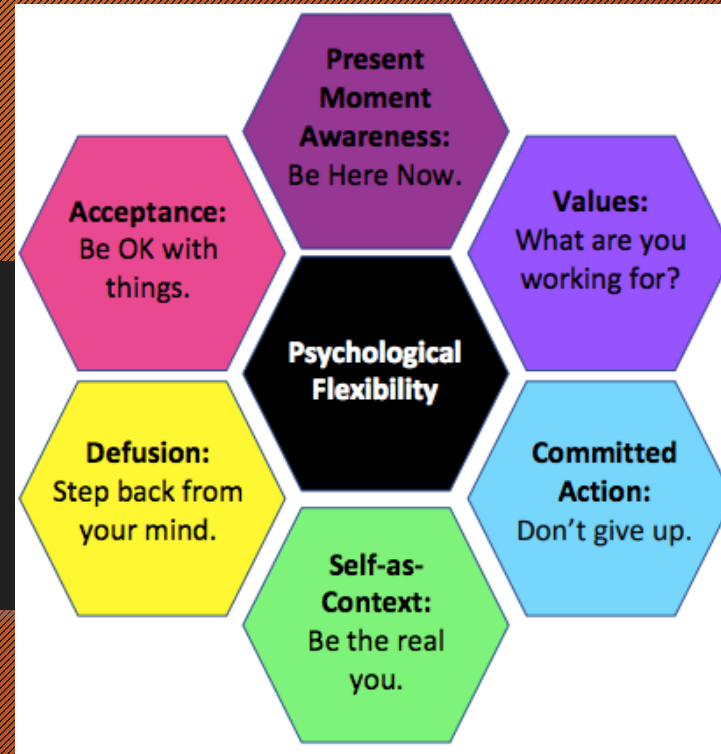 Present
Moment
Awareness:
Be Here Now.
Values:
What are you
working for?
Committed
Action:
Don’t give up.
Self-as-
Context:
Be the real
you.
Defusion:
Step back from
your mind.
Acceptance:
Be OK with
things.
Psychological
Flexibility